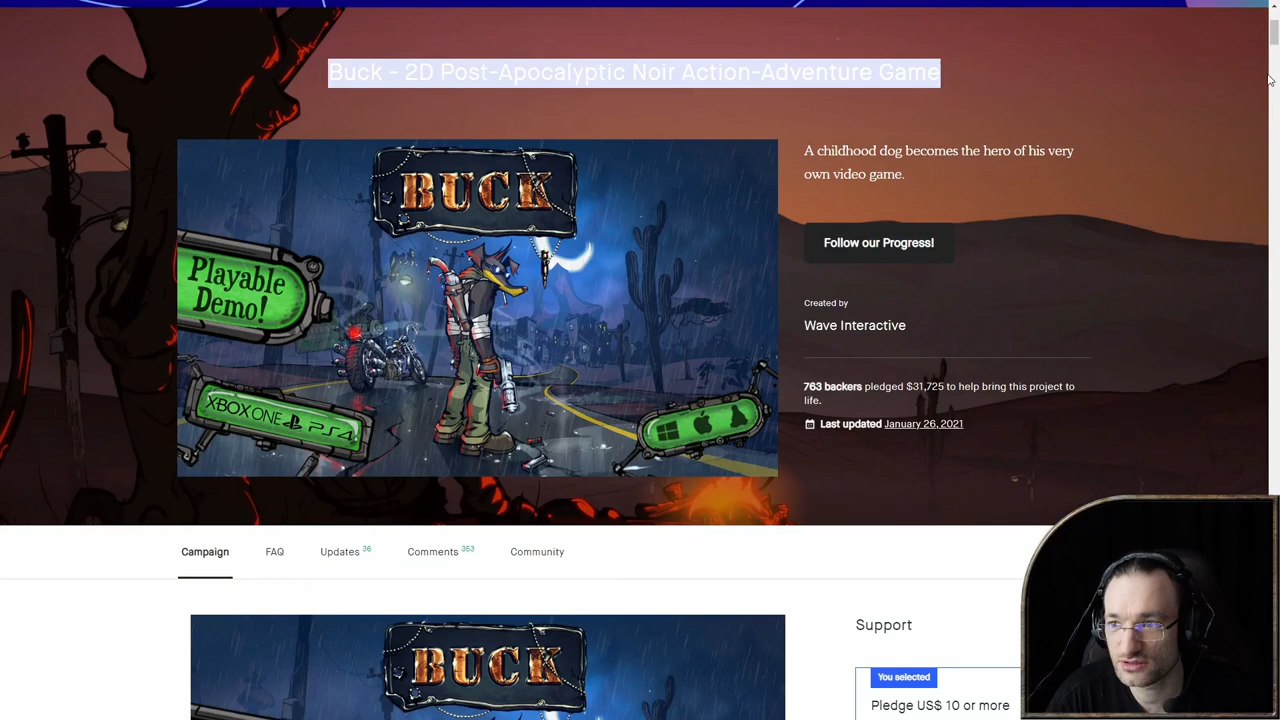 Buck - 2D Post-Apocalyptic Noir Action-Adventure Game
BUCK
Playable
Demo!
XBOX ONE PS4
A childhood dog becomes the hero of his very
own video game.
Follow our Progress!
Created by
Wave Interactive
763 backers pledged $31,725 to help bring this project to
life.
Last updated January 26, 2021
Campaign FAQ Updates 36 Comments 353 Community
BUCK
Support
You selected
Pledge US$ 10 or more